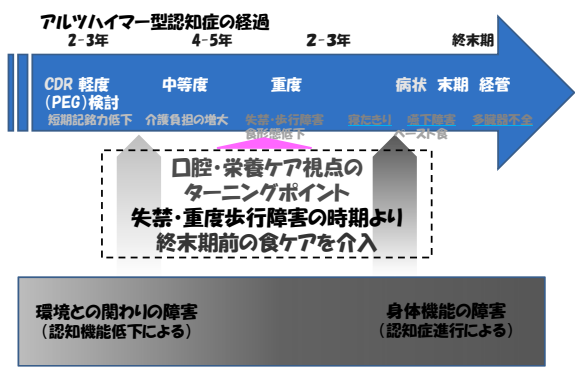 アルツハイマー型認知症の経過
2-3年 4-5年 2-3年 終末期
CDR 軽度 中等度 重度 病状 末期 経管
(PEG)検討
短期記銘力低下 介護負担の増大 失禁・歩行障害 寝たきり 嚥下障害 多臓器不全
食形態低下 ペースト食
口腔・栄養ケア視点の
ターニングポイント
失禁・重度歩行障害の時期より
終末期前の食ケアを介入
環境との関わりの障害 身体機能の障害
(認知機能低下による) (認知症進行による)